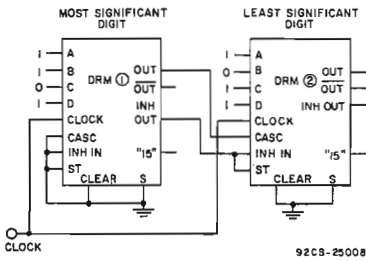 MOST SIGNIFICANT
DIGIT
1 A
1 B
0 C
1 D
CLOCK
CASC
INH IN
ST
DRM ①
OUT
OUT
INH
OUT
"15"
CLEAR S
LEAST SIGNIFICANT
DIGIT
1 A
0 B
1 C
1 D
CLOCK
CASC
INH IN
ST
DRM ②
OUT
OUT
INH OUT
"15"
CLEAR S
CLOCK
92CS-25008